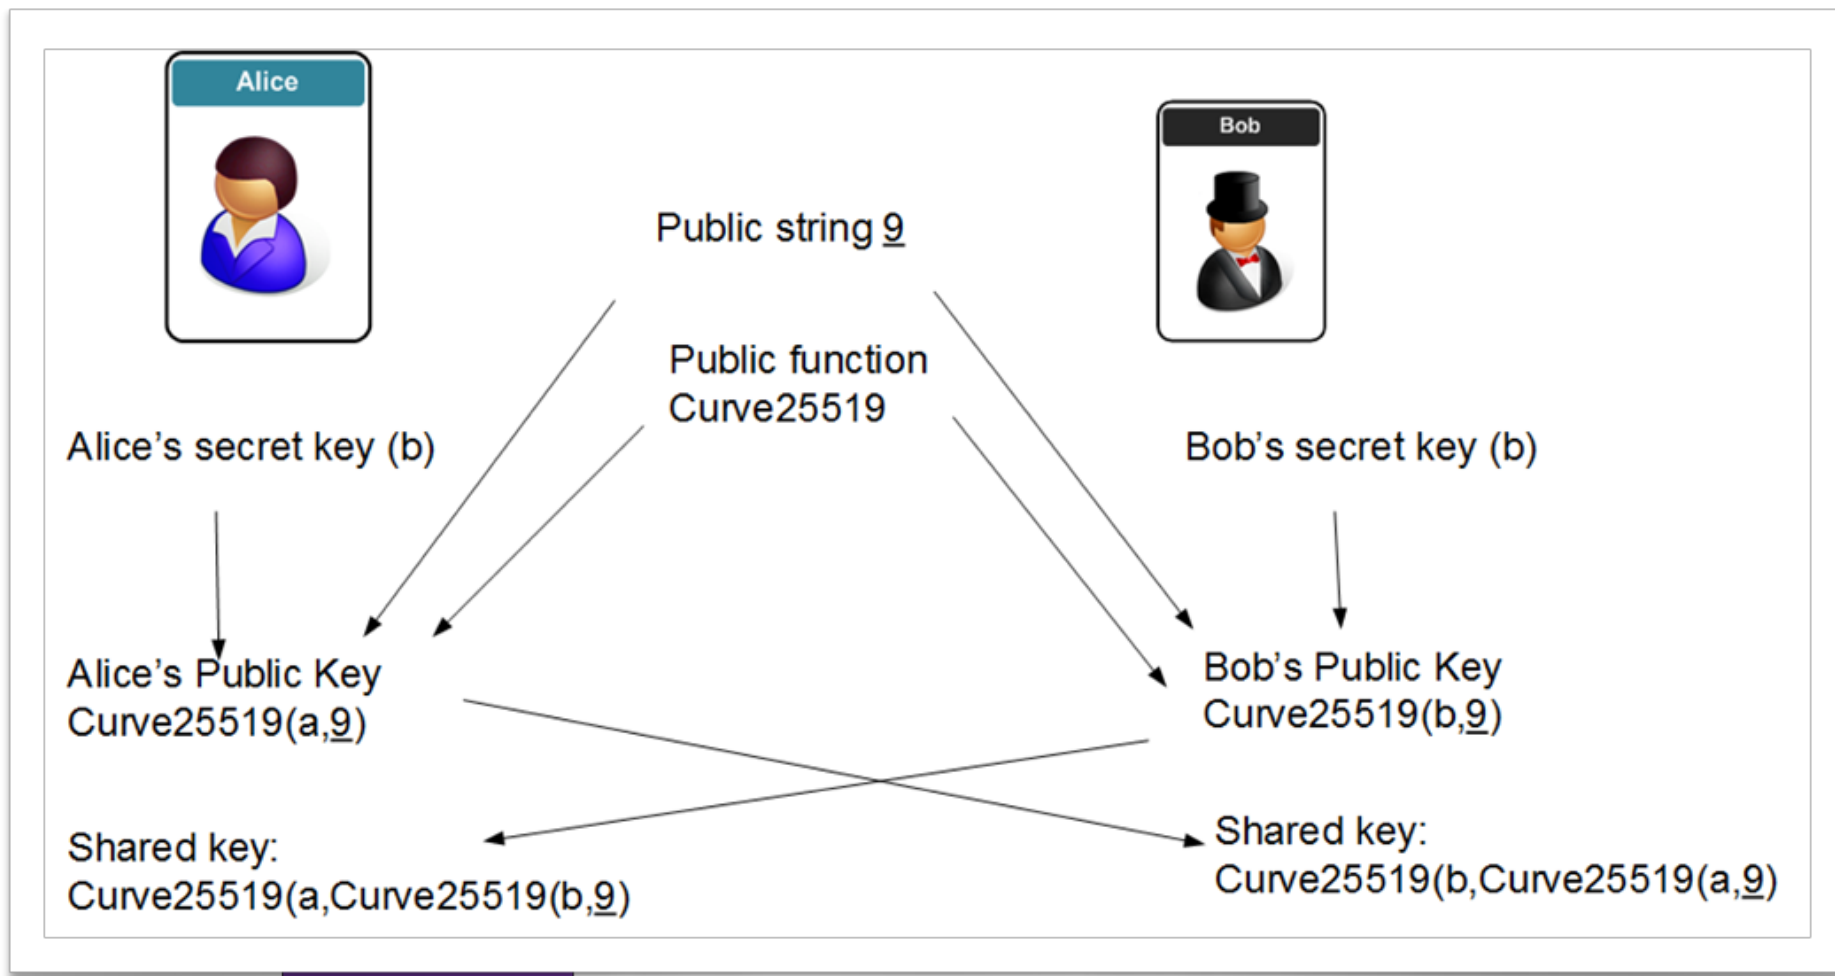 Alice
Bob
Public string 9
Public function
Curve25519
Alice’s secret key (b)
Bob’s secret key (b)
Alice’s Public Key
Curve25519(a,9)
Bob’s Public Key
Curve25519(b,9)
Shared key:
Curve25519(a,Curve25519(b,9)
Shared key:
Curve25519(b,Curve25519(a,9)